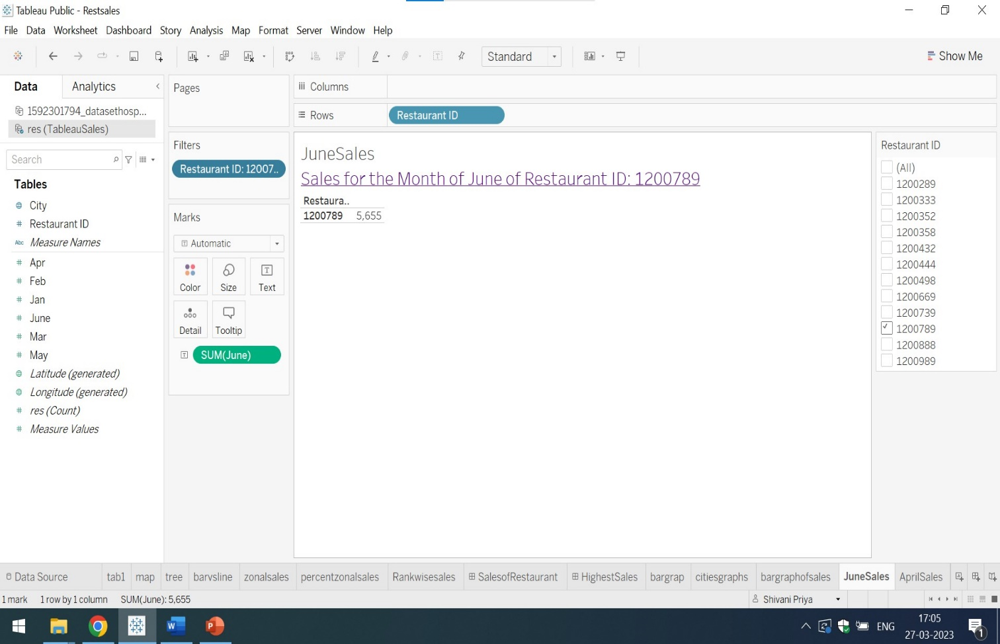 Tableau Public - Restsales
File Data Worksheet Dashboard Story Analysis Map Format Server Window Help
Standard
Show Me
Data
Analytics
1592301794_datasethosp...
res (TableauSales)
Search
Tables
City
Restaurant ID
Abc Measure Names
Apr
Feb
Jan
June
Mar
May
Latitude (generated)
Longitude (generated)
res (Count)
Measure Values
Pages
Filters
Restaurant ID: 12007..
Marks
Automatic
Color
Size
Text
Detail
Tooltip
SUM(June)
Columns
Rows
Restaurant ID
JuneSales
Sales for the Month of June of Restaurant ID: 1200789
Restaura..
1200789 5,655
Restaurant ID
(All)
1200289
1200333
1200352
1200358
1200432
1200444
1200498
1200669
1200739
1200789
1200888
1200989
Data Source tab1 map tree barvsline zonalsales percentzonalsales Rankwisesales SalesofRestaurant HighestSales bargrap citiesgraphs bargraphofsales JuneSales AprilSales
1 mark 1 row by 1 column SUM(June): 5,655
Shivani Priya
W
P
ENG
17:05
27-03-2023
1